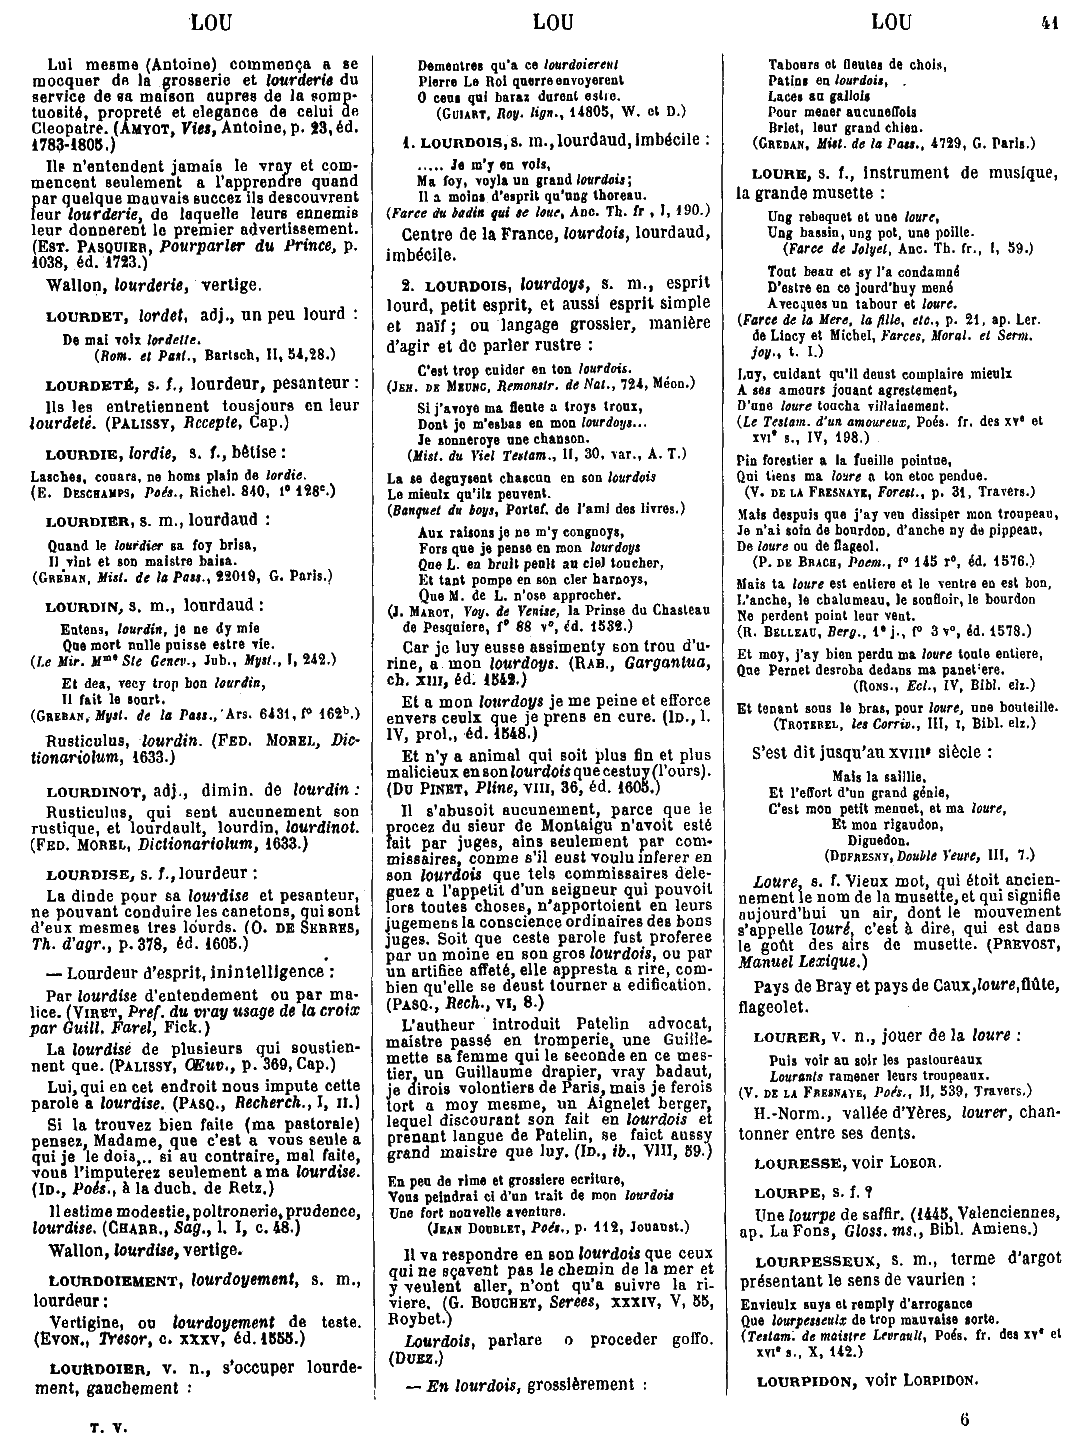 LOU
LOU
LOU
41
Lui mesme (Antoine) commença a se
mocquer de la grosserie et lourderie du
service de sa maison aupres de la somp-
tuosité, propreté et elegance de celui de
Cleopatre. (AMYOT, Vies, Antoine, p. 23, éd.
1783-1805.)
Ils n'entendent jamais le vray et com-
mencent seulement a l'apprendre quand
par quelque mauvais succez ils descouvrent
leur lourderie, de laquelle leurs ennemis
leur donnerent le premier advertissement.
(EST. PASQUIER, Pourparler du Prince, p.
1038, éd. 1723.)
Wallon, lourderie, vertige.
LOURDET, lordet, adj., un peu lourd :
De mal voix lordette.
(Rom. et Past., Bartsch, II, 54,28.)
LOURDETÉ, s. f., lourdeur, pesanteur :
Ils les entretiennent tousjours en leur
lourdeté. (PALISSY, Recepte, Cap.)
LOURDIE, lordie, s. f., bêtise :
Lasches, couars, ne homs plain de lordie.
(E. DESCHAMPS, Poés., Richel. 840, fº 128ᶜ.)
LOURDIER, s. m., lourdaud :
Quand le lourdier sa foy brisa,
Il vint et son maistre baisa.
(GREBAN, Mist. de la Pass., 22019, G. Paris.)
LOURDIN, s. m., lourdaud :
Entens, lourdin, je ne dy mie
Que mort nulle puisse estre vie.
(Le Mir. Mᵐᵉ Ste Genev., Jub., Myst., I, 242.)
Et dea, vecy trop bon lourdin,
Il fait le sourt.
(GREBAN, Myst. de la Pass., Ars. 6431, fº 162ᵇ.)
Rusticulus, lourdin. (FED. MOREL, Dic-
tionariolum, 1633.)
LOURDINOT, adj., dimin. de lourdin :
Rusticulus, qui sent aucunement son
rustique, et lourdault, lourdin, lourdinot.
(FED. MOREL, Dictionariolum, 1633.)
LOURDISE, s. f., lourdeur :
La dinde pour sa lourdise et pesanteur,
ne pouvant conduire les canetons, qui sont
d'eux mesmes tres lourds. (O. DE SERRES,
Th. d'agr., p. 378, éd. 1605.)
— Lourdeur d'esprit, inintelligence :
Par lourdise d'entendement ou par ma-
lice. (VIRET, Pref. du vray usage de la croix
par Guill. Farel, Fick.)
La lourdise de plusieurs qui soustien-
nent que. (PALISSY, Œuv., p. 369, Cap.)
Lui, qui en cet endroit nous impute cette
parole a lourdise. (PASQ., Recherch., I, II.)
Si la trouvez bien faite (ma pastorale)
pensez, Madame, que c'est a vous seule a
qui je le dois,.. si au contraire, mal faite,
vous l'imputerez seulement a ma lourdise.
(ID., Poés., à la duch. de Retz.)
Il estime modestie, poltronerie, prudence,
lourdise. (CHARR., Sag., l. I, c. 48.)
Wallon, lourdise, vertige.
LOURDOIEMENT, lourdoyement, s. m.,
lourdeur :
Vertigine, ou lourdoyement de teste.
(EVON., Tresor, c. XXXV, éd. 1555.)
LOURDOIER, v. n., s'occuper lourde-
ment, gauchement :
T. V.
Dementres qu'a ce lourdoierent
Pierre Le Roi querre envoyerent
O ceus qui baraz durent estre.
(GUIART, Roy. lign., 14805, W. et D.)
1. LOURDOIS, s. m., lourdaud, imbécile :
..... Je m'y en vois,
Ma foy, voyla un grand lourdois;
Il a moins d'esprit qu'ung thoreau.
(Farce du badin qui se loue, Anc. Th. fr, I, 190.)
Centre de la France, lourdois, lourdaud,
imbécile.
2. LOURDOIS, lourdoys, s. m., esprit
lourd, petit esprit, et aussi esprit simple
et naïf ; ou langage grossier, manière
d'agir et de parler rustre :
C'est trop cuider en ton lourdois.
(JEH. DE MEUNG, Remonstr. de Nat., 724, Méon.)
Si j'avoye ma fleute a troys troux,
Dont je m'esbas en mon lourdoys...
Je sonneroye une chanson.
(Mist. du Viel Testam., II, 30, var., A. T.)
La se deguysent chascun en son lourdois
Le mieulx qu'ilz peuvent.
(Banquet du boys, Portef. de l'ami des livres.)
Aux raisons je ne m'y congnoys,
Fors que je pense en mon lourdoys
Que L. en bruit peult au ciel toucher,
Et tant pompe en son cler harnoys,
Que M. de L. n'ose approcher.
(J. MAROT, Voy. de Venise, la Prinse du Chasteau
de Pesquiere, fº 88 vº, éd. 1532.)
Car je luy eusse assimenty son trou d'u-
rine, a mon lourdoys. (RAB., Gargantua,
ch. XIII, éd. 1542.)
Et a mon lourdoys je me peine et efforce
envers ceulx que je prens en cure. (ID., l.
IV, prol., éd. 1548.)
Et n'y a animal qui soit plus fin et plus
malicieux en son lourdois que cestuy (l'ours).
(DU PINET, Pline, VIII, 36, éd. 1605.)
Il s'abusoit aucunement, parce que le
procez du sieur de Montaigu n'avoit esté
fait par juges, ains seulement par com-
missaires, conme s'il eust voulu inferer en
son lourdois que tels commissaires dele-
guez a l'appetit d'un seigneur qui pouvoit
lors toutes choses, n'apportoient en leurs
jugemens la conscience ordinaires des bons
juges. Soit que ceste parole fust proferee
par un moine en son gros lourdois, ou par
un artifice affeté, elle appresta a rire, com-
bien qu'elle se deust tourner a edification.
(PASQ., Rech., VI, 8.)
L'autheur introduit Patelin advocat,
maistre passé en tromperie, une Guille-
mette sa femme qui le seconde en ce mes-
tier, un Guillaume drapier, vray badaut,
je dirois volontiers de Paris, mais je ferois
tort a moy mesme, un Aignelet berger,
lequel discourant son fait en lourdois et
prenant langue de Patelin, se faict aussy
grand maistre que luy. (ID., ib., VIII, 59.)
En peu de rime et grossiere ecriture,
Vous peindrai ci d'un trait de mon lourdois
Une fort nouvelle aventure.
(JEAN DOUBLET, Poés., p. 112, Jouaust.)
Il va respondre en son lourdois que ceux
qui ne sçavent pas le chemin de la mer et
y veulent aller, n'ont qu'a suivre la ri-
viere. (G. BOUCHET, Serees, XXXIV, V, 55,
Roybet.)
Lourdois, parlare o proceder goffo.
(DUEZ.)
— En lourdois, grossièrement :
Tabours et fleutes de chois,
Patins en lourdois,
Laces au gallois
Pour mener aucuneffois
Briet, leur grand chien.
(GREBAN, Mist. de la Pass., 4729, G. Paris.)
LOURE, s. f., instrument de musique,
la grande musette :
Ung rebequet et une loure,
Ung bassin, ung pot, une poille.
(Farce de Jolyet, Anc. Th. fr., I, 59.)
Tout beau et sy l'a condamné
D'estre en ce jourd'huy mené
Avecques un tabour et loure.
(Farce de la Mere, la fille, etc., p. 21, ap. Ler.
de Lincy et Michel, Farces, Moral. et Serm.
joy., t. I.)
Luy, cuidant qu'il deust complaire mieulx
A ses amours jouant agrestement,
D'une loure toucha villainement.
(Le Testam. d'un amoureux, Poés. fr. des XVᵉ et
XVIᵉ s., IV, 198.)
Pin forestier a la fueille pointue,
Qui tiens ma loure a ton etoc pendue.
(V. DE LA FRESNAYE, Forest., p. 31, Travers.)
Mais despuis que j'ay veu dissiper mon troupeau,
Je n'ai soin de bourdon, d'anche ny de pippeau,
De loure ou de flageol.
(P. DE BRACH, Poem., fº 145 rº, éd. 1576.)
Mais ta loure est entiere et le ventre en est bon,
L'anche, le chalumeau, le soufloir, le bourdon
Ne perdent point leur vent.
(R. BELLEAU, Berg., 1ᵉ j., fº 3 vº, éd. 1578.)
Et moy, j'ay bien perdu ma loure toute entiere,
Que Pernet desroba dedans ma panetiere.
(RONS., Ecl., IV, Bibl. elz.)
Et tenant sous le bras, pour loure, une bouteille.
(TROTEREL, les Corriv., III, I, Bibl. elz.)
S'est dit jusqu'au XVIIIᵉ siècle :
Mais la saillie,
Et l'effort d'un grand génie,
C'est mon petit menuet, et ma loure,
Et mon rigaudon,
Diguedon.
(DUFRESNY, Double Veuve, III, 7.)
Loure, s. f. Vieux mot, qui étoit ancien-
nement le nom de la musette, et qui signifie
aujourd'hui un air, dont le mouvement
s'appelle louré, c'est à dire, qui est dans
le goût des airs de musette. (PREVOST,
Manuel Lexique.)
Pays de Bray et pays de Caux, loure, flûte,
flageolet.
LOURER, v. n., jouer de la loure :
Puis voir au soir les pastoureaux
Lourants ramener leurs troupeaux.
(V. DE LA FRESNAYE, Poés., II, 539, Travers.)
H.-Norm., vallée d'Yères, lourer, chan-
tonner entre ses dents.
LOURESSE, voir LOEOR.
LOURPE, s. f. ?
Une lourpe de saffir. (1445, Valenciennes,
ap. La Fons, Gloss. ms., Bibl. Amiens.)
LOURPESSEUX, s. m., terme d'argot
présentant le sens de vaurien :
Envieulx suys et remply d'arrogance
Que lourpesseulx de trop mauvaise sorte.
(Testam. de maistre Levrault, Poés. fr. des XVᵉ et
XVIᵉ s., X, 142.)
LOURPIDON, voir LORPIDON.
6